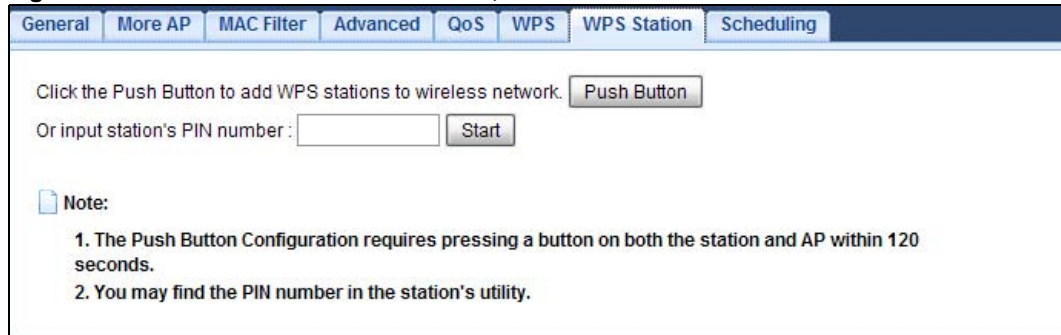 General More AP MAC Filter Advanced QoS WPS WPS Station Scheduling
Click the Push Button to add WPS stations to wireless network. Push Button
Or input station's PIN number : Start
Note:
1. The Push Button Configuration requires pressing a button on both the station and AP within 120
seconds.
2. You may find the PIN number in the station's utility.